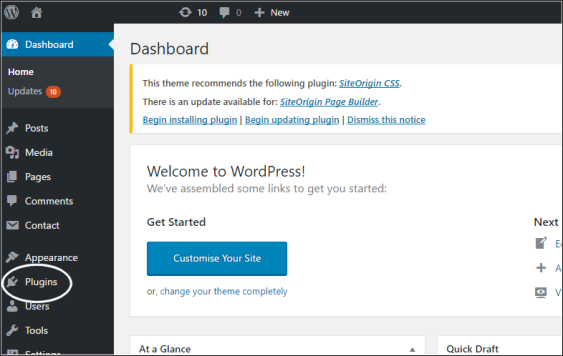 10 0 New
Dashboard
Home
Updates 10
Posts
Media
Pages
Comments
Contact
Appearance
Plugins
Users
Tools
Settings
Dashboard
This theme recommends the following plugin: SiteOrigin CSS.
There is an update available for: SiteOrigin Page Builder.
Begin installing plugin | Begin updating plugin | Dismiss this notice
Welcome to WordPress!
We've assembled some links to get you started:
Get Started
Customise Your Site
or, change your theme completely
Next
E
A
V
At a Glance
Quick Draft